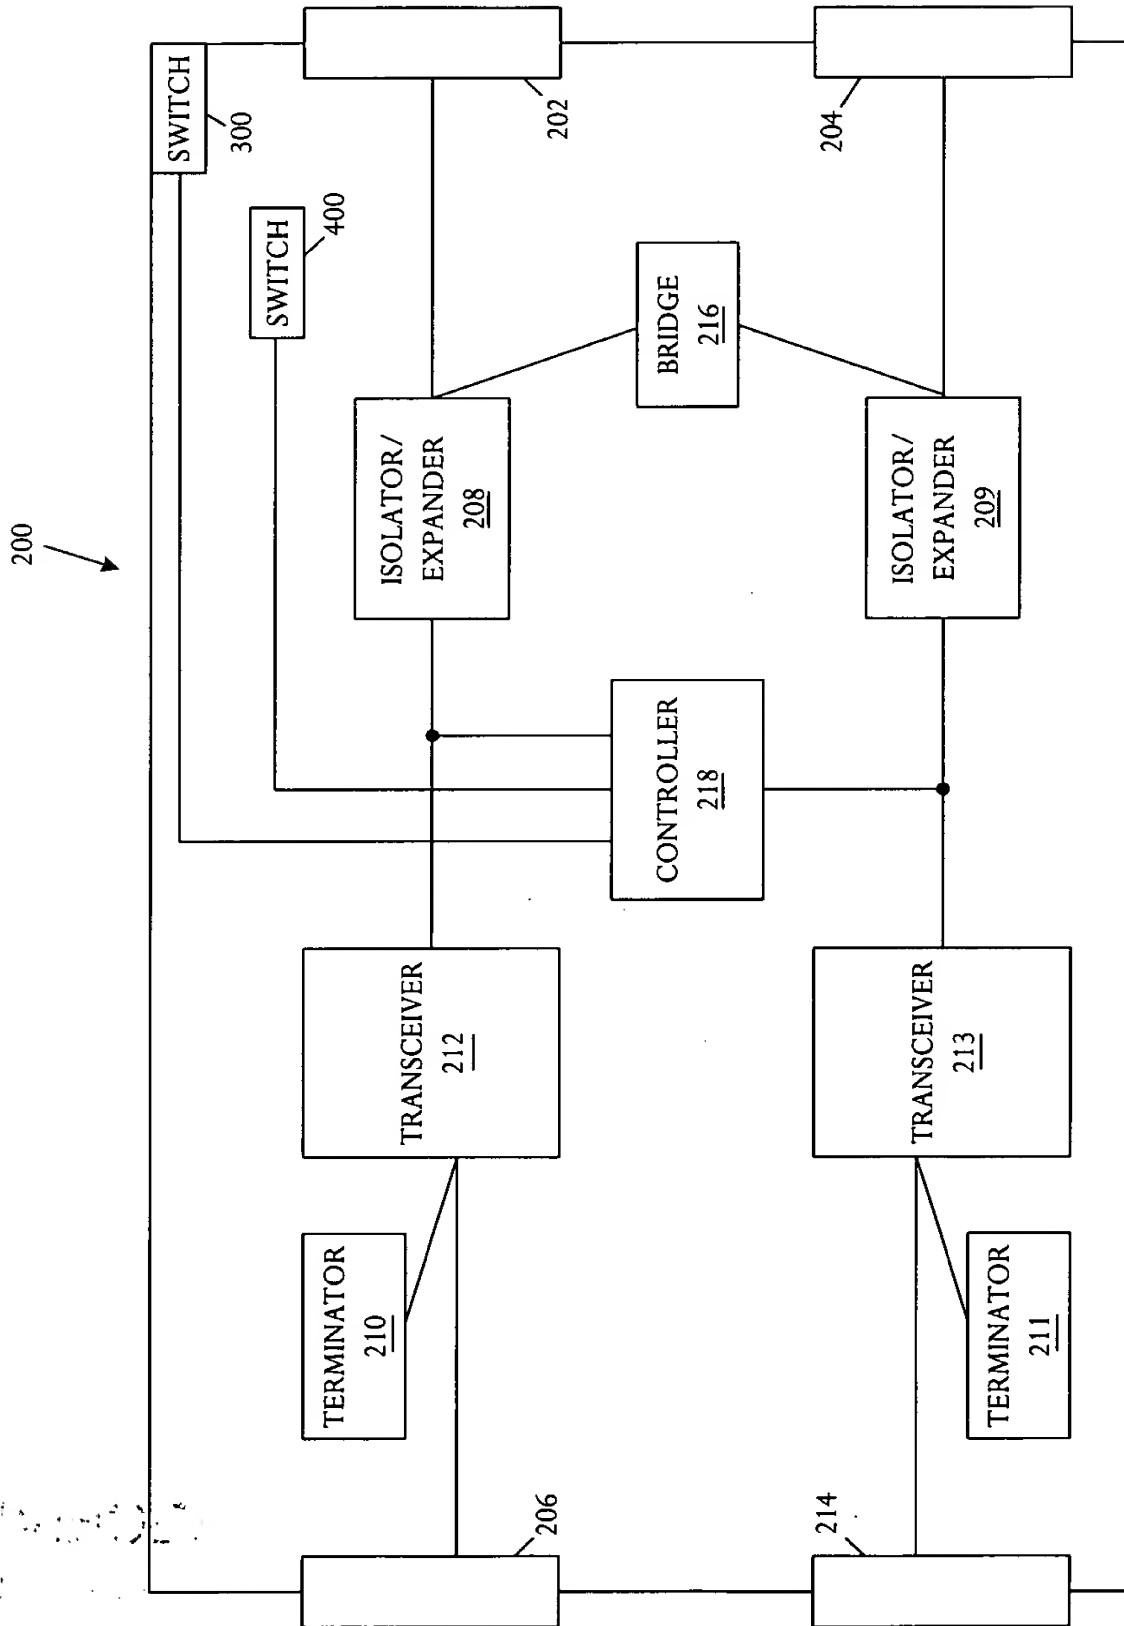 200
SWITCH
300
SWITCH
400
202
204
ISOLATOR/
EXPANDER
208
BRIDGE
216
ISOLATOR/
EXPANDER
209
CONTROLLER
218
TRANSCEIVER
212
TRANSCEIVER
213
TERMINATOR
210
TERMINATOR
211
206
214